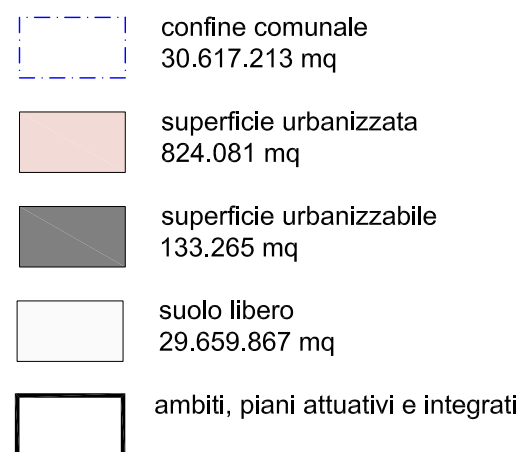 confine comunale
30.617.213 mq
superficie urbanizzata
824.081 mq
superficie urbanizzabile
133.265 mq
suolo libero
29.659.867 mq
ambiti, piani attuativi e integrati